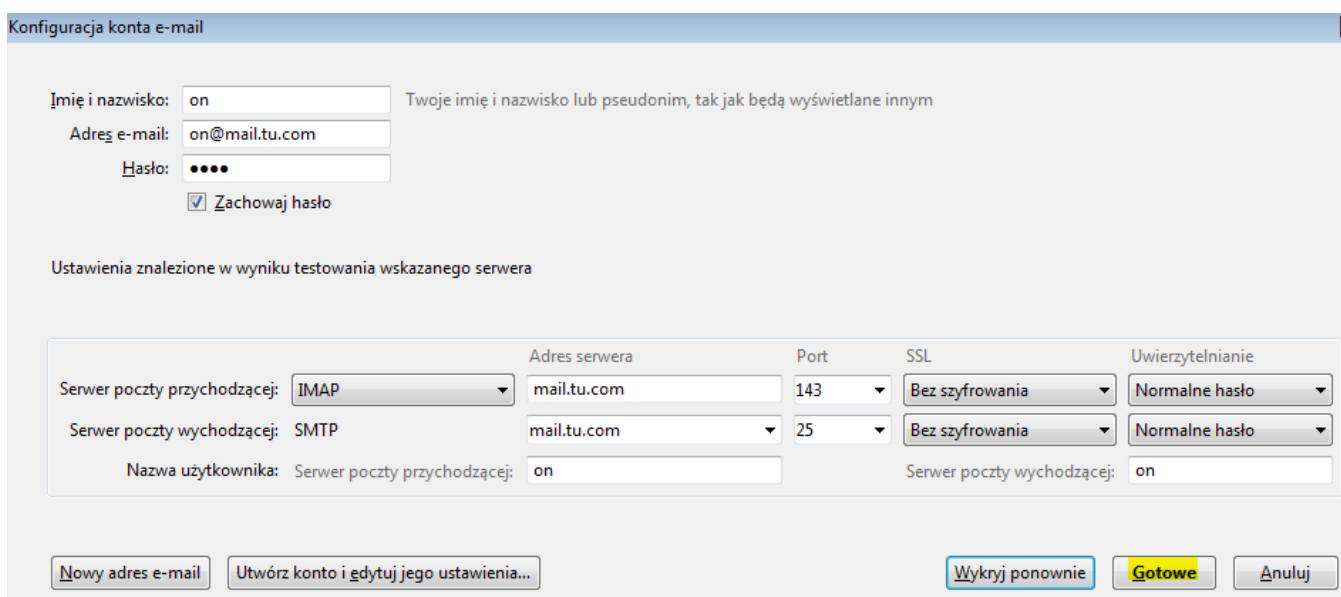 Konfiguracja konta e-mail
Imię i nazwisko: on Twoje imię i nazwisko lub pseudonim, tak jak będą wyświetlane innym
Adres e-mail: on@mail.tu.com
Hasło: ••••
Zachowaj hasło
Ustawienia znalezione w wyniku testowania wskazanego serwera
Adres serwera Port SSL Uwierzytelnianie
Serwer poczty przychodzącej: IMAP mail.tu.com 143 Bez szyfrowania Normalne hasło
Serwer poczty wychodzącej: SMTP mail.tu.com 25 Bez szyfrowania Normalne hasło
Nazwa użytkownika: Serwer poczty przychodzącej: on Serwer poczty wychodzącej: on
Nowy adres e-mail Utwórz konto i edytuj jego ustawienia... Wykryj ponownie Gotowe Anuluj